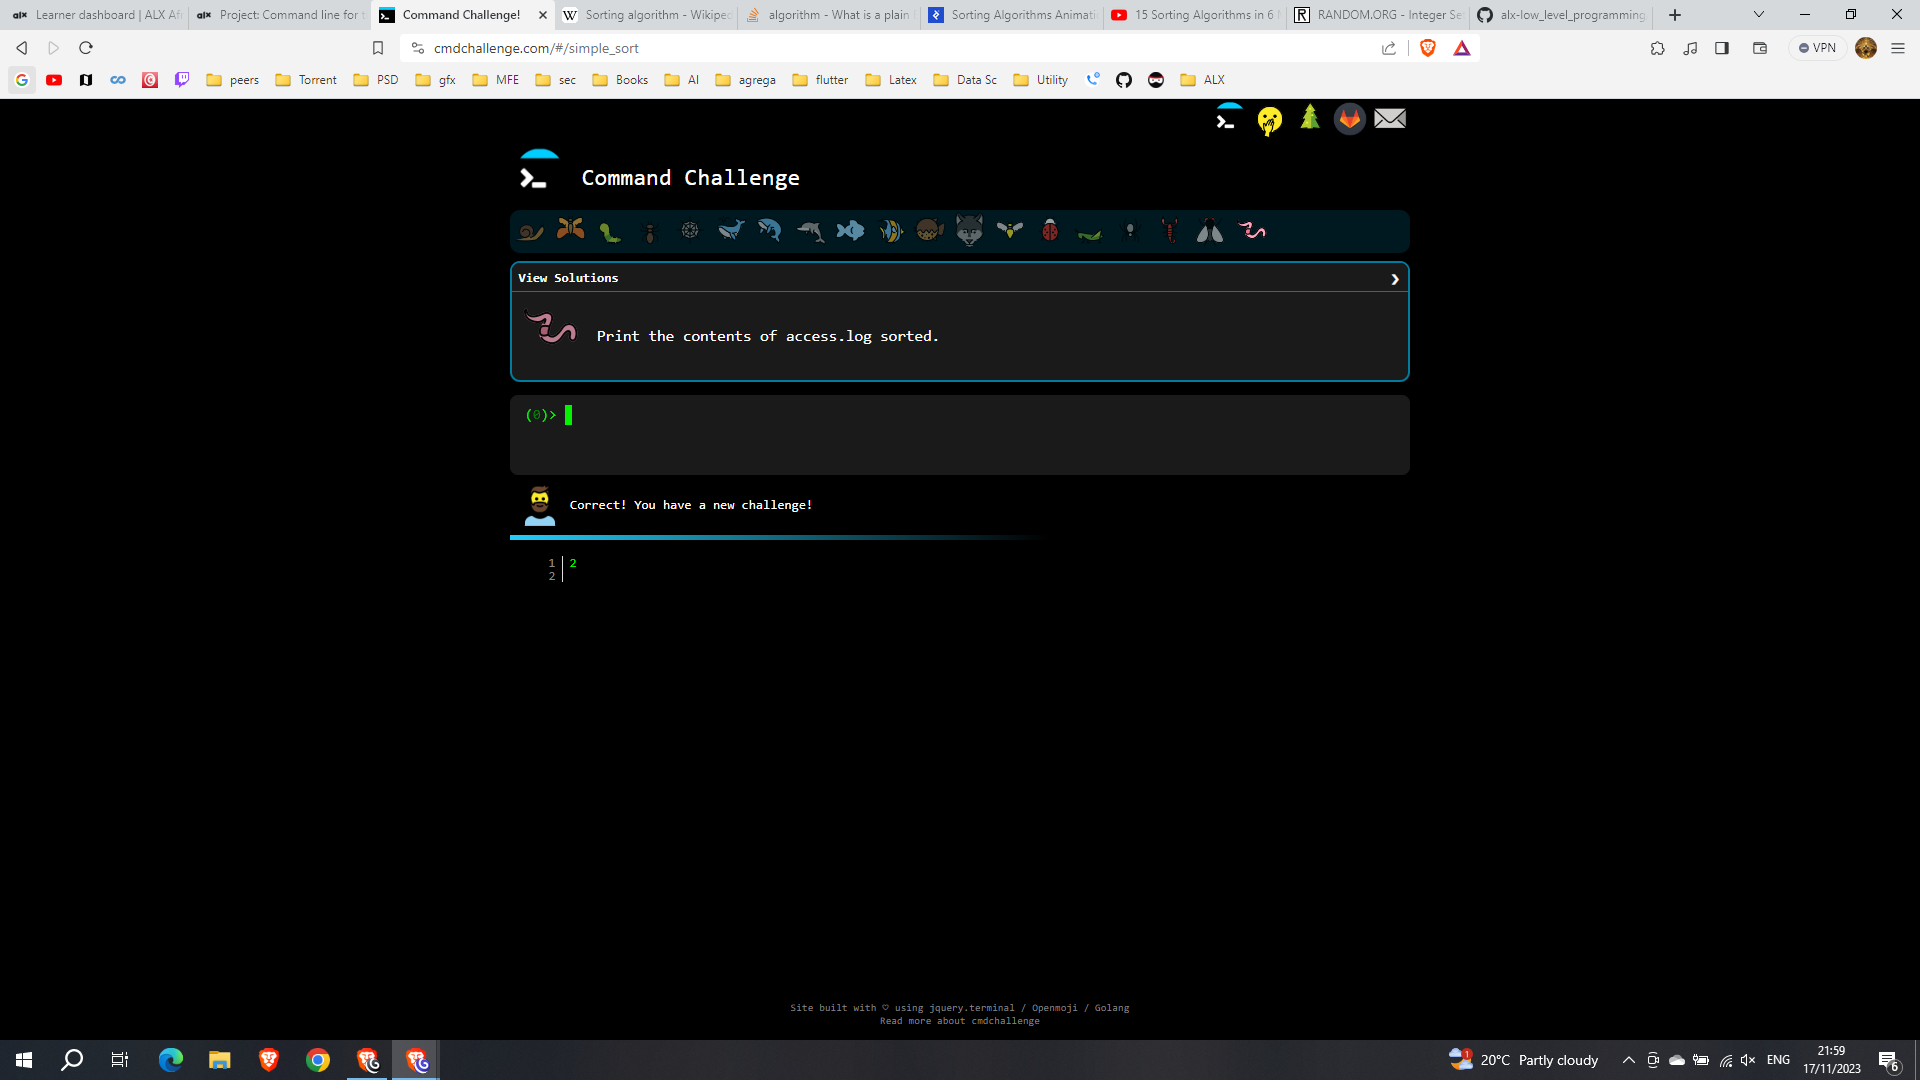 Learner dashboard | ALX Af
Project: Command line for
Command Challenge!
Sorting algorithm - Wikipe
algorithm - What is a plain
Sorting Algorithms Animat
15 Sorting Algorithms in 6
RANDOM.ORG - Integer Se
alx-low_level_programming
cmdchallenge.com/#/simple_sort
VPN
peers
Torrent
PSD
gfx
MFE
sec
Books
AI
agrega
flutter
Latex
Data Sc
Utility
ALX
Command Challenge
View Solutions
Print the contents of access.log sorted.
(0)>
Correct! You have a new challenge!
1 2
2
Site built with ♡ using jquery.terminal / Openmoji / Golang
Read more about cmdchallenge
1
20°C Partly cloudy
ENG
21:59
17/11/2023
6